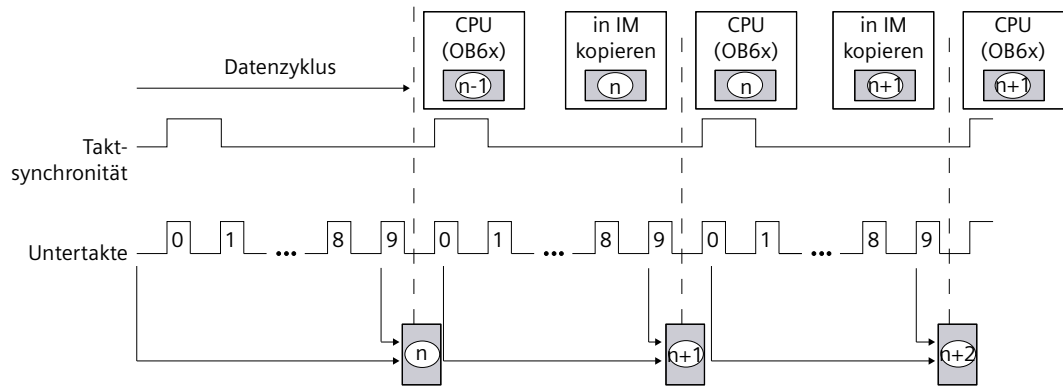 CPU
(OB6x)
n-1
in IM
kopieren
n
CPU
(OB6x)
n
in IM
kopieren
n+1
CPU
(OB6x)
n+1
Datenzyklus
Takt-
synchronität
Untertakte
0 1 ••• 8 9 0 1 ••• 8 9 0 1 ••• 8 9
n n+1 n+2